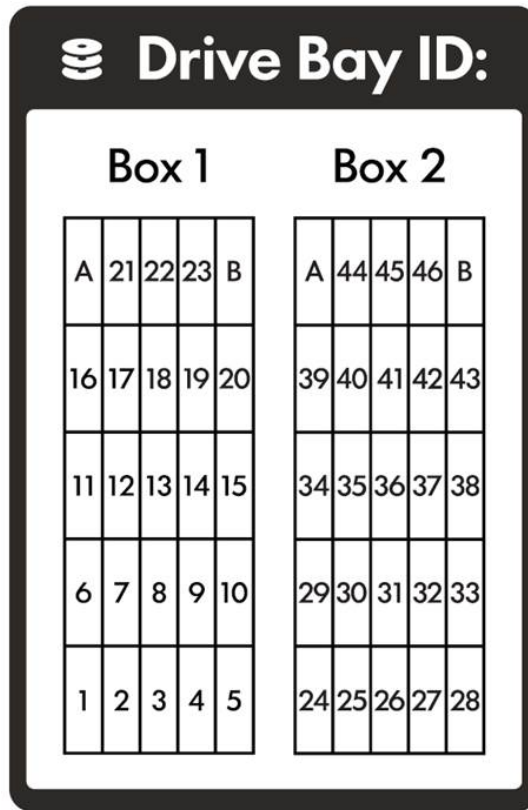 Drive Bay ID:
Box 1
A 21 22 23 B
16 17 18 19 20
11 12 13 14 15
6 7 8 9 10
1 2 3 4 5
Box 2
A 44 45 46 B
39 40 41 42 43
34 35 36 37 38
29 30 31 32 33
24 25 26 27 28